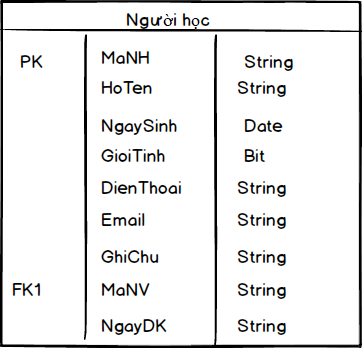 Người học
PK MaNH String
HoTen String
NgaySinh Date
GioiTinh Bit
DienThoai String
Email String
GhiChu String
FK1 MaNV String
NgayDK String